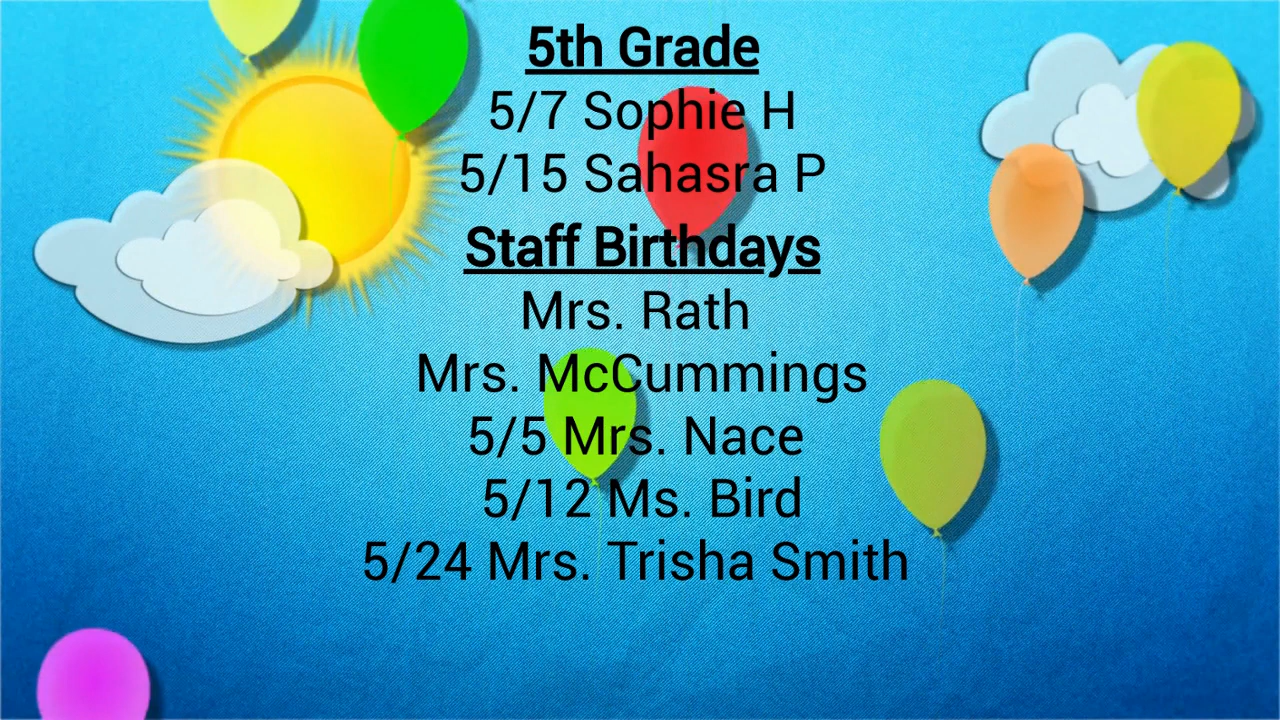 5th Grade
5/7 Sophie H
5/15 Sahasra P
Staff Birthdays
Mrs. Rath
Mrs. McCummings
5/5 Mrs. Nace
5/12 Ms. Bird
5/24 Mrs. Trisha Smith